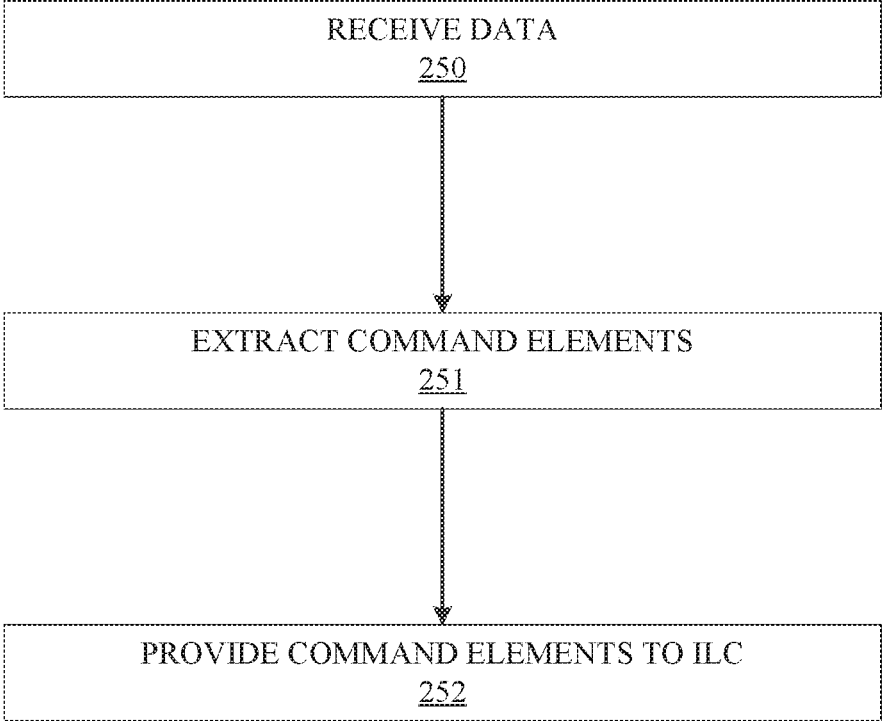 RECEIVE DATA
250
EXTRACT COMMAND ELEMENTS
251
PROVIDE COMMAND ELEMENTS TO ILC
252